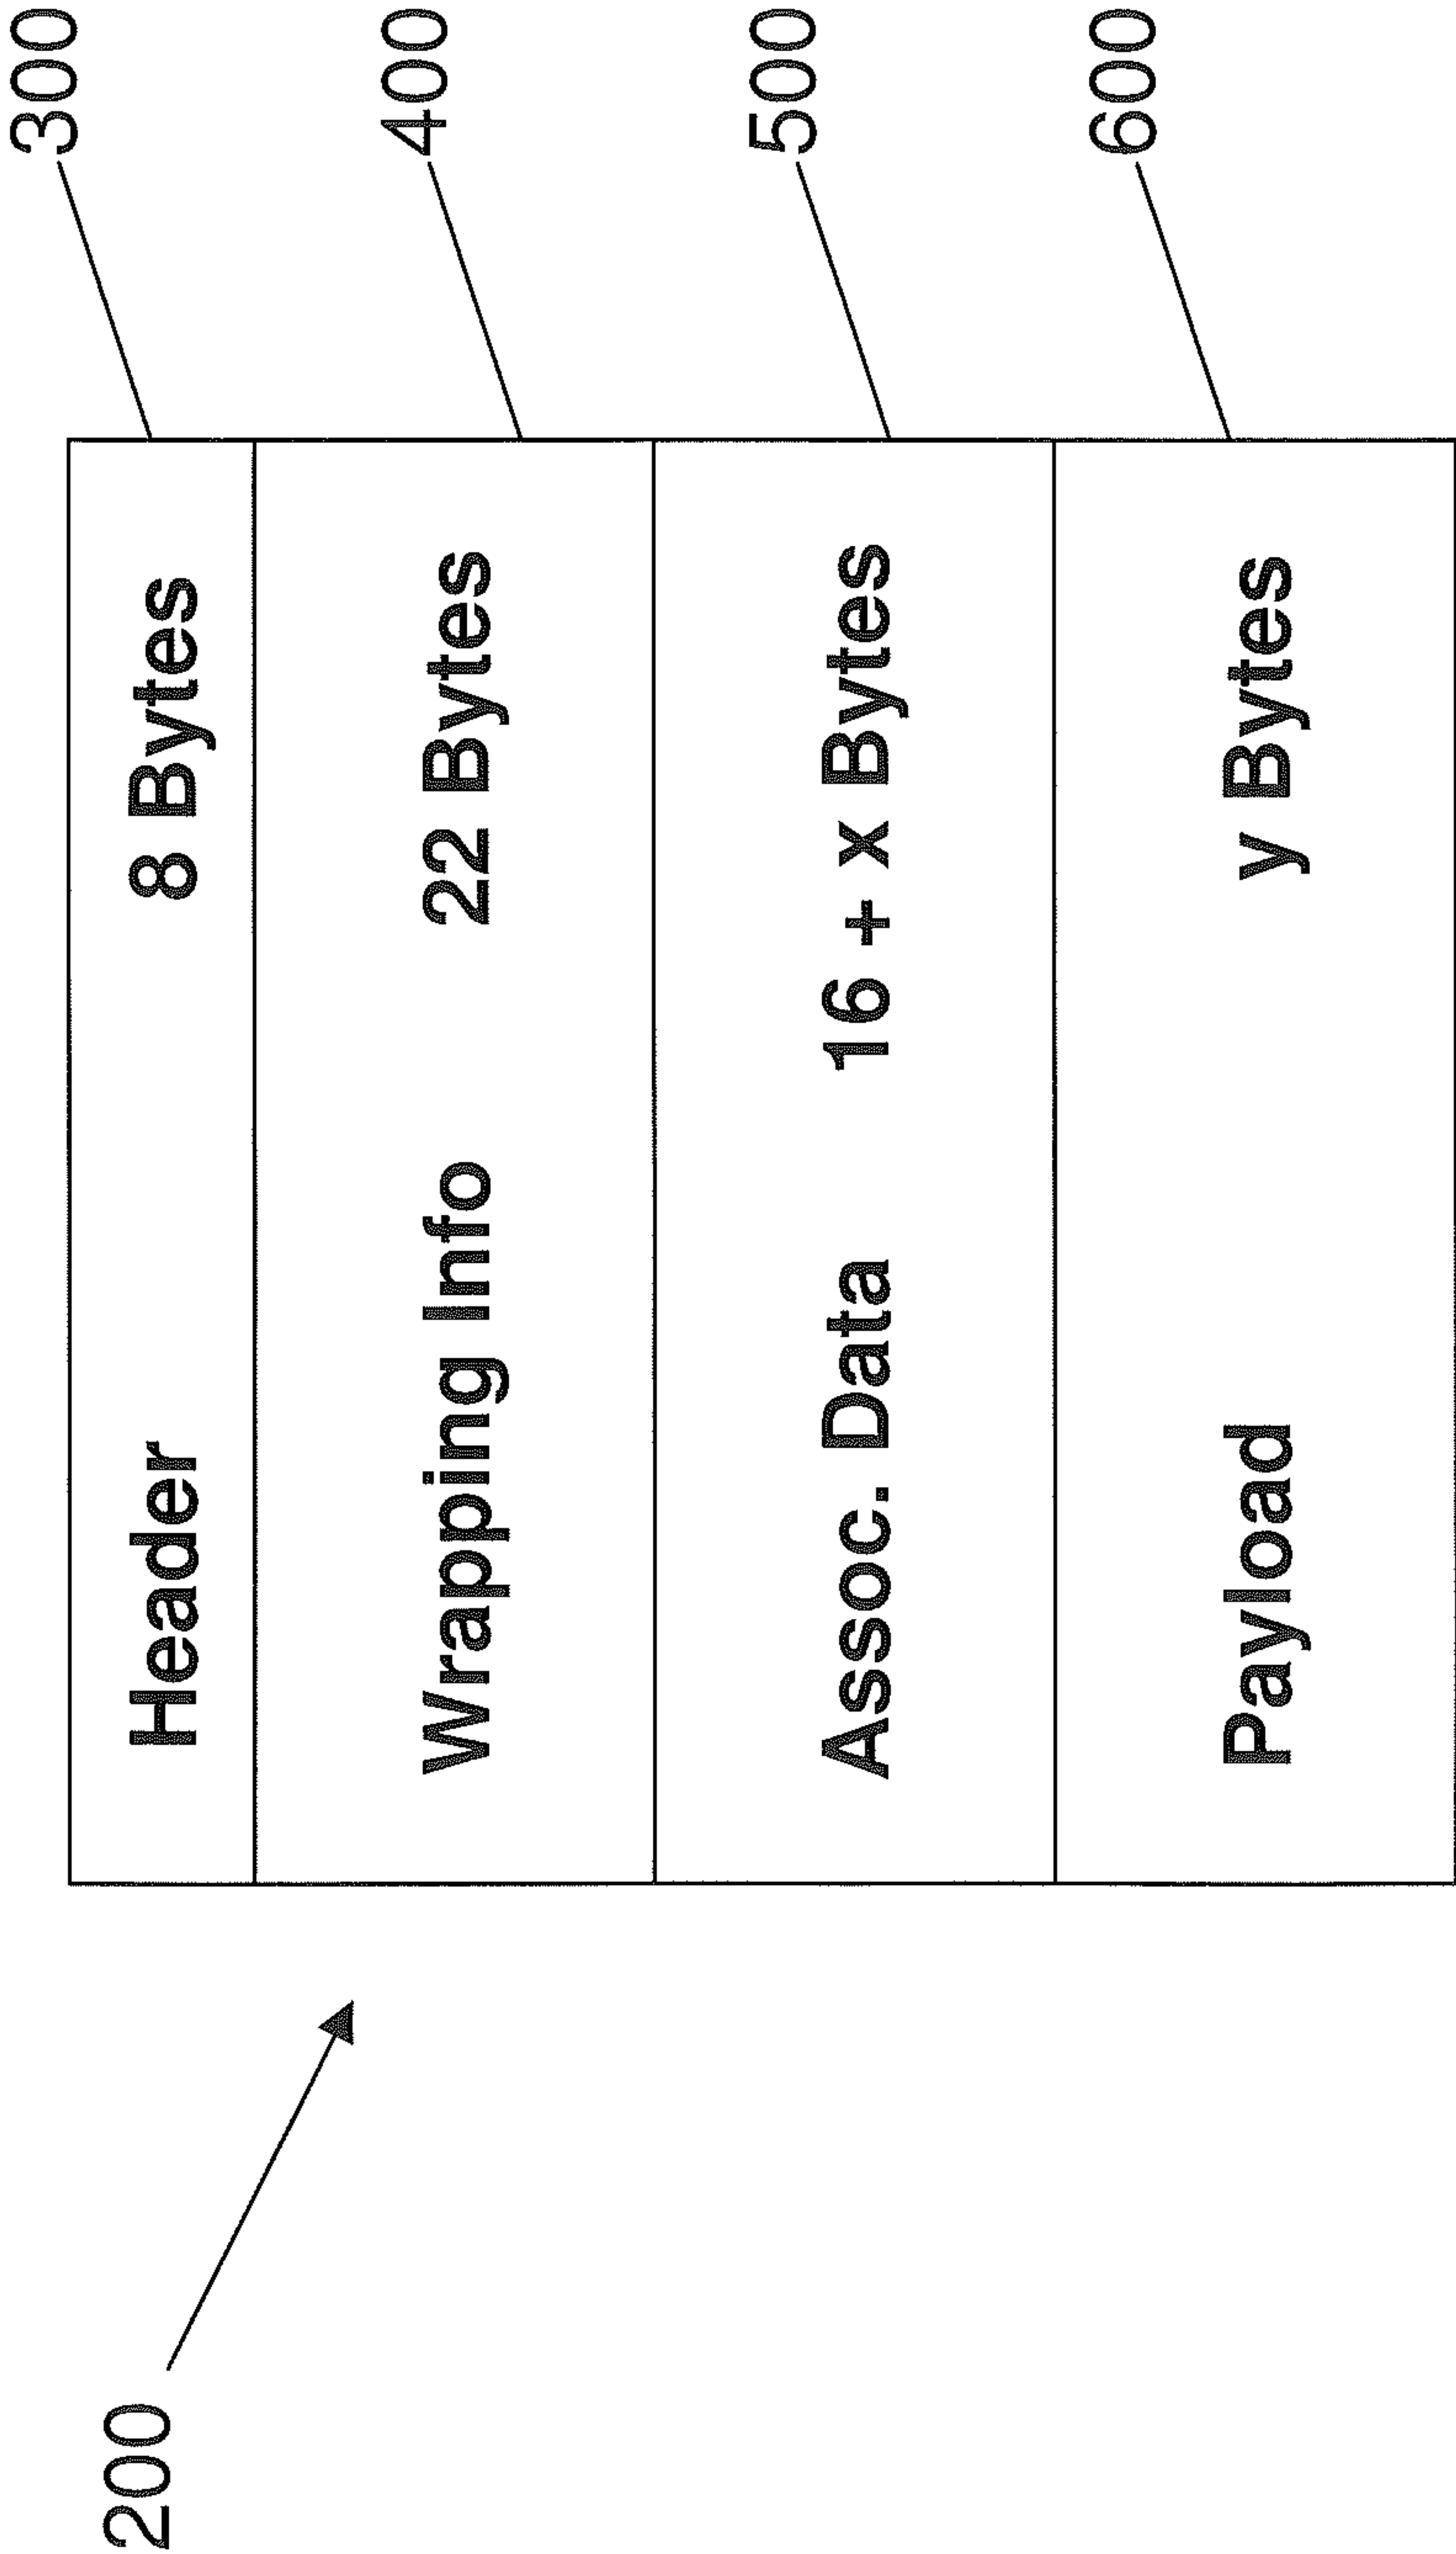 200
Header 8 Bytes 300
Wrapping Info 22 Bytes 400
Assoc. Data 16 + x Bytes 500
Payload y Bytes 600